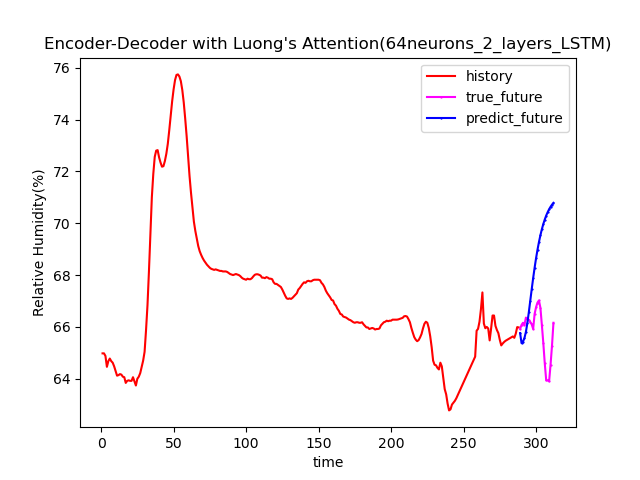 Encoder-Decoder with Luong's Attention(64neurons_2_layers_LSTM)
history
true_future
predict_future
Relative Humidity(%)
76
74
72
70
68
66
64
0 50 100 150 200 250 300
time